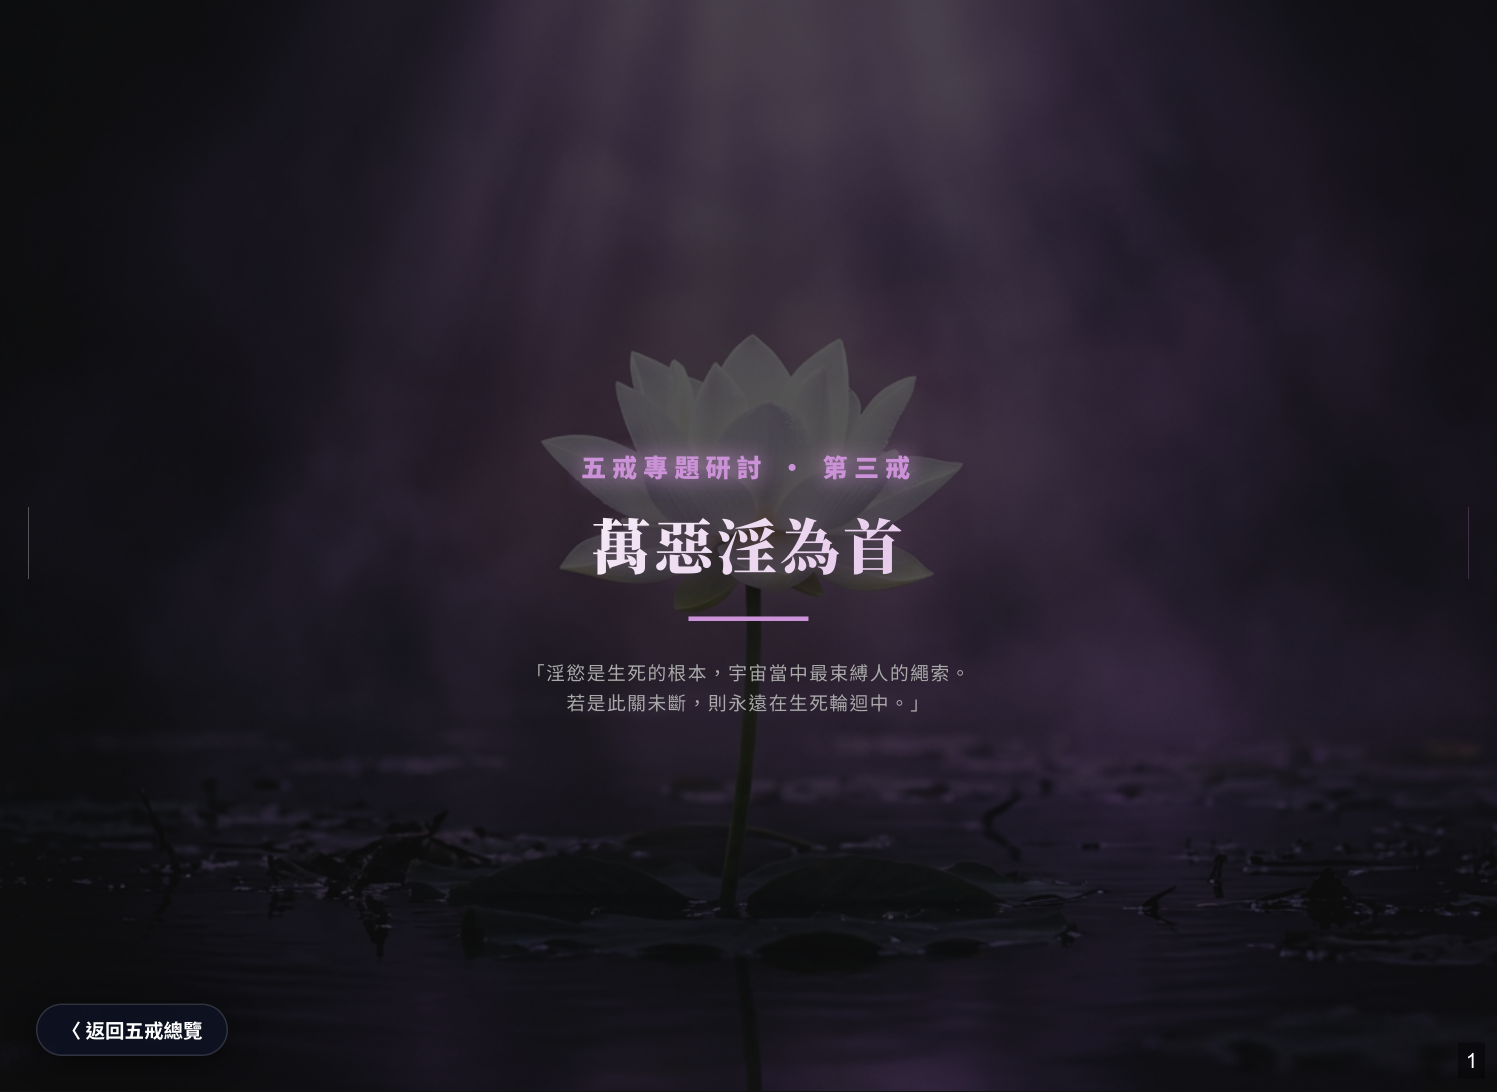 五戒專題研討 • 第三戒
萬惡淫為首
「淫慾是生死的根本，宇宙當中最束縛人的繩索。
若是此關未斷，則永遠在生死輪迴中。」
〈 返回五戒總覽
1